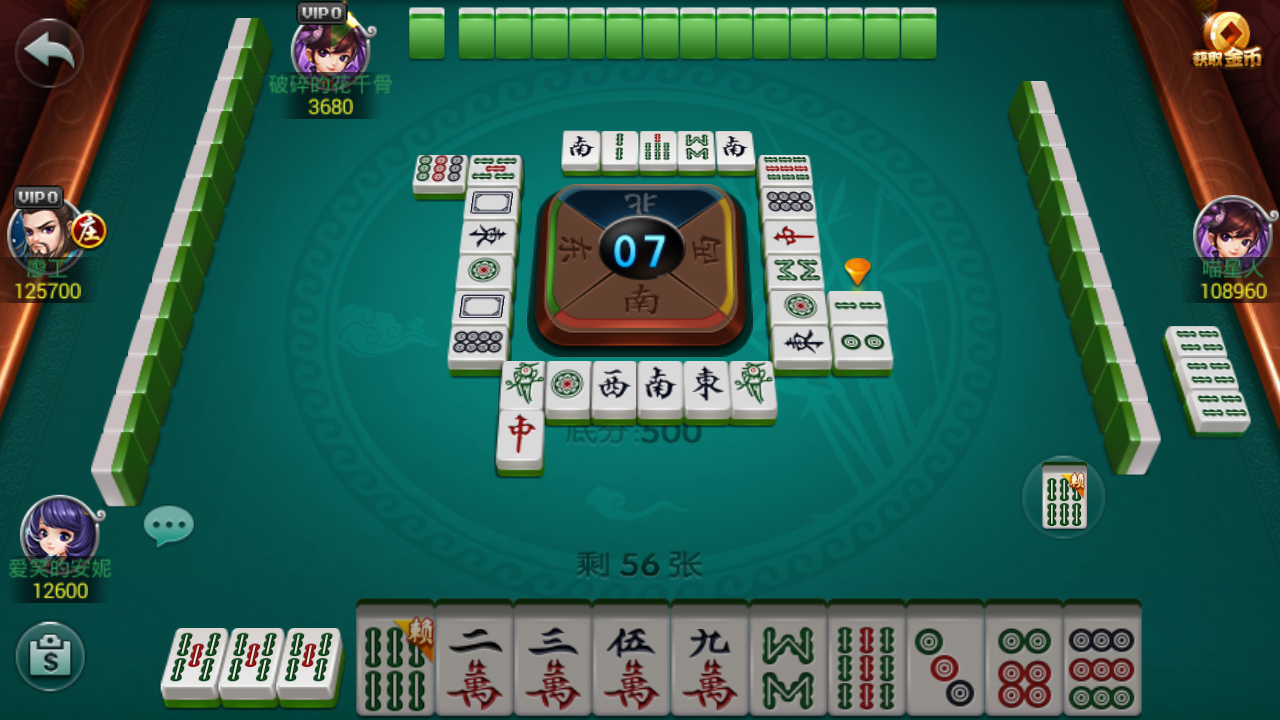 VIP 0
破碎的花千骨
3680
获取金币
南
南
VIP 0
庄
125700
北
东
07
西
南
中
東
東
喵星人
108960
西
南
東
中
底分:500
赖
爱笑的安妮
12600
剩 56 张
赖
二萬
三萬
伍萬
九萬
$